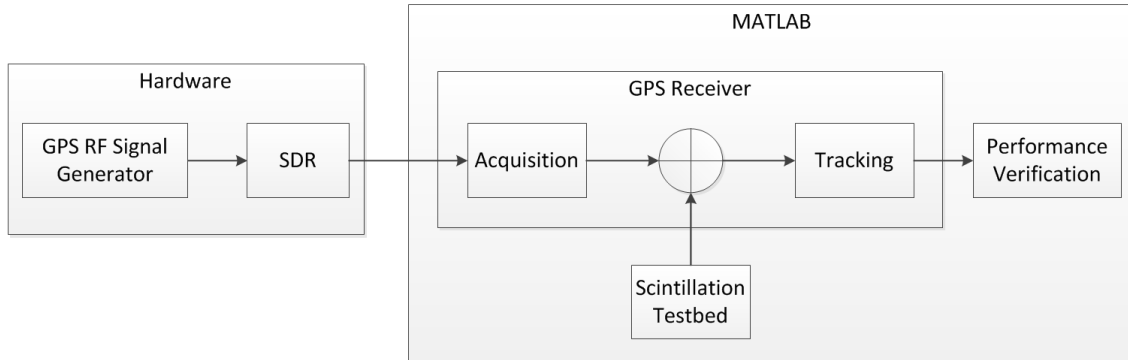 MATLAB
Hardware
GPS Receiver
GPS RF Signal
Generator
SDR
Acquisition
Tracking
Performance
Verification
Scintillation
Testbed